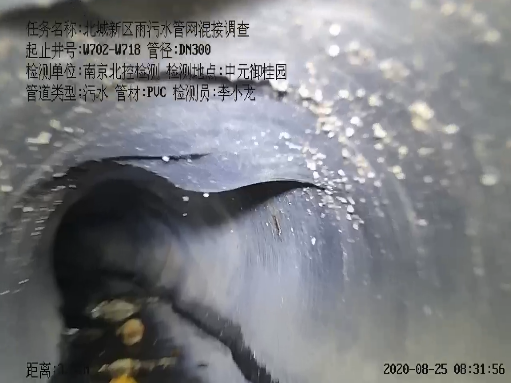 任务名称:北城新区雨污水管网混接调查
起止井号:W702-W718 管径:DN300
检测单位:南京北控检测 检测地点:中元御桂园
管道类型:污水 管材:PVC 检测员:李小龙
距离:
2020-08-25 08:31:56